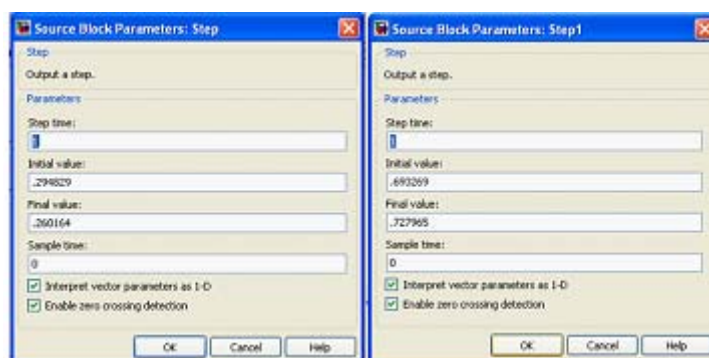 Source Block Parameters: Step
Step
Output a step.
Parameters
Step time:
Initial value:
.294829
Final value:
.260164
Sample time:
0
Interpret vector parameters as 1-D
Enable zero crossing detection
OK
Cancel
Help
Source Block Parameters: Step1
Step
Output a step.
Parameters
Step time:
Initial value:
.693269
Final value:
.727965
Sample time:
0
Interpret vector parameters as 1-D
Enable zero crossing detection
OK
Cancel
Help